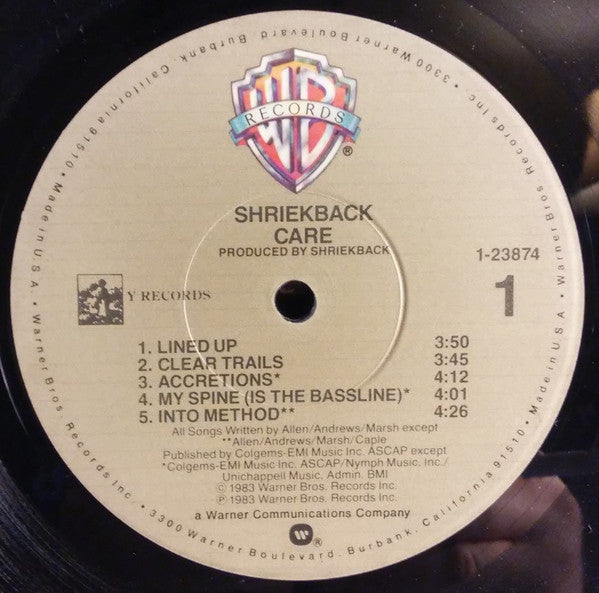 • 3300 Warner Boulevard. Burbank, California 91510 • Made in U.S.A. • Warner Bros. Records Inc. • 3300 Warner Boulevard. Burbank, California 91510 • Made in U.S.A. • Warner Bros. Records Inc.
WB
RECORDS
®
SHRIEKBACK
CARE
PRODUCED BY SHRIEKBACK
1-23874
Y RECORDS
1
1. LINED UP 3:50
2. CLEAR TRAILS 3:45
3. ACCRETIONS* 4:12
4. MY SPINE (IS THE BASSLINE)* 4:01
5. INTO METHOD** 4:26
All Songs Written by Allen/Andrews/Marsh except
**Allen/Andrews/Marsh/Caple
Published by Colgems-EMI Music Inc. ASCAP except
*Colgems-EMI Music Inc. ASCAP/Nymph Music. Inc./
Unichappell Music. Admin. BMI
© 1983 Warner Bros. Records Inc.
℗ 1983 Warner Bros. Records Inc.
a Warner Communications Company
W ®